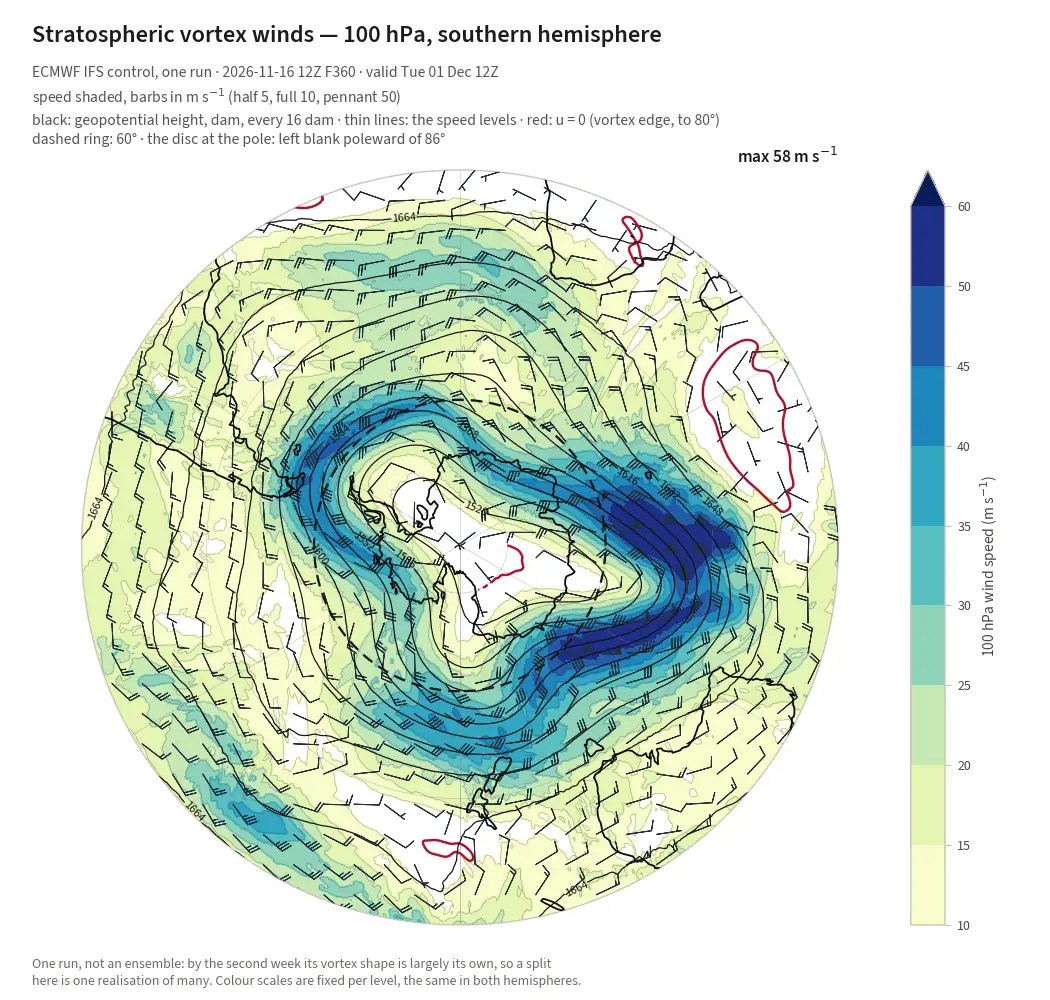 Stratospheric vortex winds — 100 hPa, southern hemisphere
ECMWF IFS control, one run · 2026-11-16 12Z F360 · valid Tue 01 Dec 12Z
speed shaded, barbs in m s⁻¹ (half 5, full 10, pennant 50)
black: geopotential height, dam, every 16 dam · thin lines: the speed levels · red: u = 0 (vortex edge, to 80°)
dashed ring: 60° · the disc at the pole: left blank poleward of 86°
max 58 m s⁻¹
1664
1616
1648
1664
1600
1664
1664
60
50
45
40
35
30
25
20
15
10
100 hPa wind speed (m s⁻¹)
One run, not an ensemble: by the second week its vortex shape is largely its own, so a split
here is one realisation of many. Colour scales are fixed per level, the same in both hemispheres.